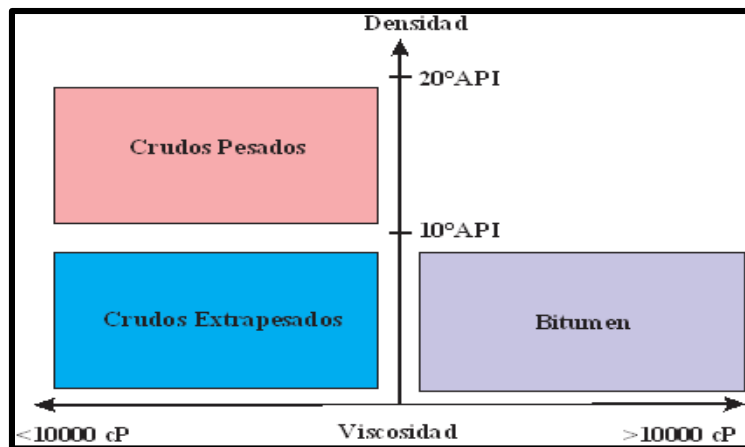 Densidad
20°API
Crudos Pesados
10°API
Crudos Extrapesados
Bitumen
<10000 cP
Viscosidad
>10000 cP